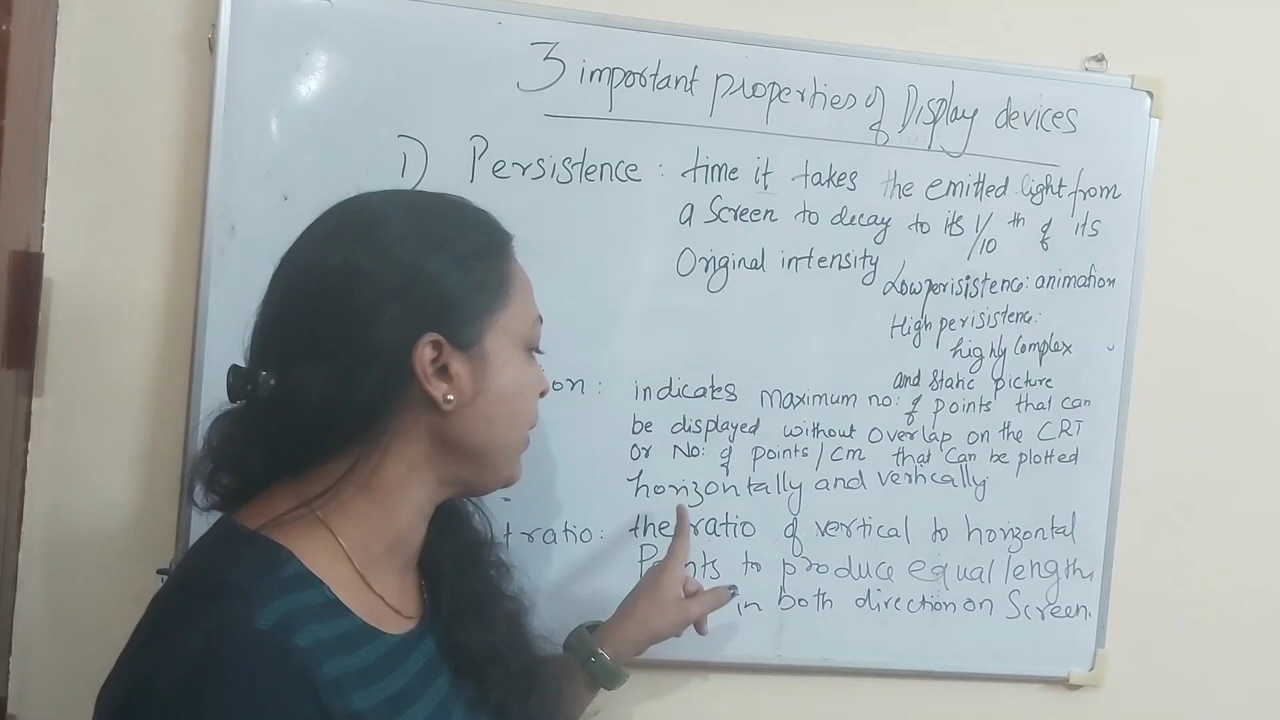 3 important properties of Display devices
1) Persistence : time it takes the emitted light from
a Screen to decay to its 1/10 th of its
Original intensity
Low perisistence: animation
High perisistence:
highly Complex
and static picture
on : indicates maximum no: of points that can
be displayed without overlap on the CRT
or No: of points/cm that can be plotted
horizontally and vertically
t ratio: the ratio of vertical to horizontal
to produce equal length
in both direction on Screen.